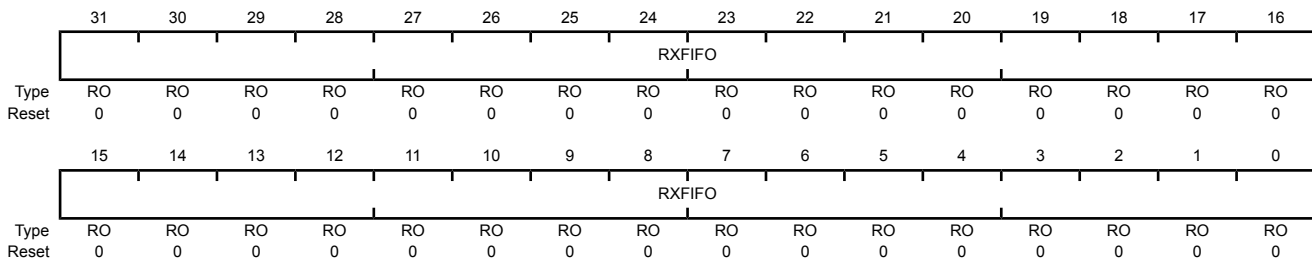 31 30 29 28 27 26 25 24 23 22 21 20 19 18 17 16
RXFIFO
Type RO RO RO RO RO RO RO RO RO RO RO RO RO RO RO RO
Reset 0 0 0 0 0 0 0 0 0 0 0 0 0 0 0 0
15 14 13 12 11 10 9 8 7 6 5 4 3 2 1 0
RXFIFO
Type RO RO RO RO RO RO RO RO RO RO RO RO RO RO RO RO
Reset 0 0 0 0 0 0 0 0 0 0 0 0 0 0 0 0